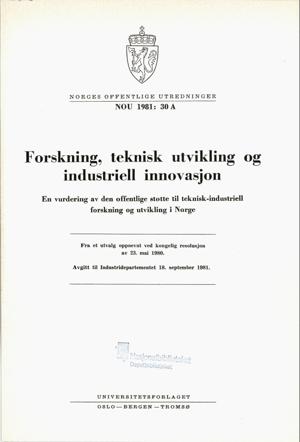 NORGES OFFENTLIGE UTREDNINGER
NOU 1981: 30 A
Forskning, teknisk utvikling og
industriell innovasjon
En vurdering av den offentlige støtte til teknisk-industriell
forskning og utvikling i Norge
Fra et utvalg oppnevnt ved kongelig resolusjon
av 23. mai 1980.
Avgitt til Industridepartementet 18. september 1981.
Nasjonalbiblioteket
Depotbiblioteket
UNIVERSITETSFORLAGET
OSLO — BERGEN — TROMSØ